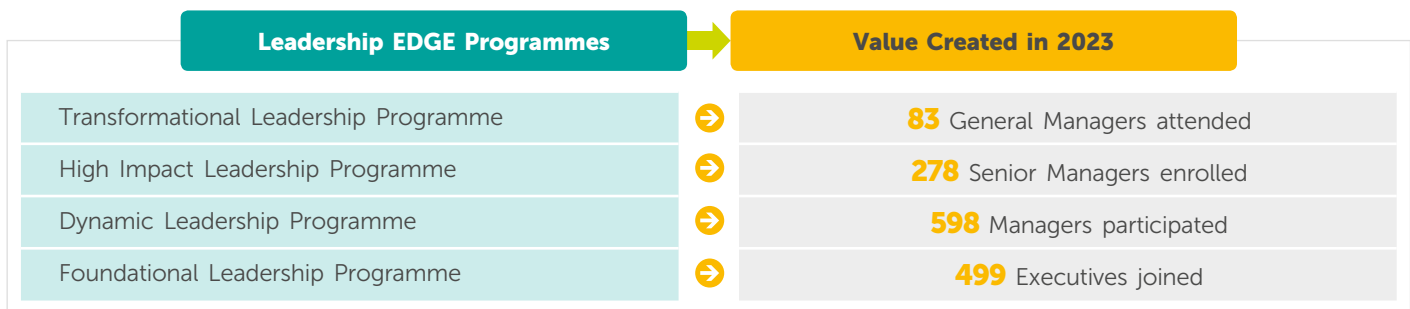 Leadership EDGE Programmes
Value Created in 2023
Transformational Leadership Programme
83 General Managers attended
High Impact Leadership Programme
278 Senior Managers enrolled
Dynamic Leadership Programme
598 Managers participated
Foundational Leadership Programme
499 Executives joined